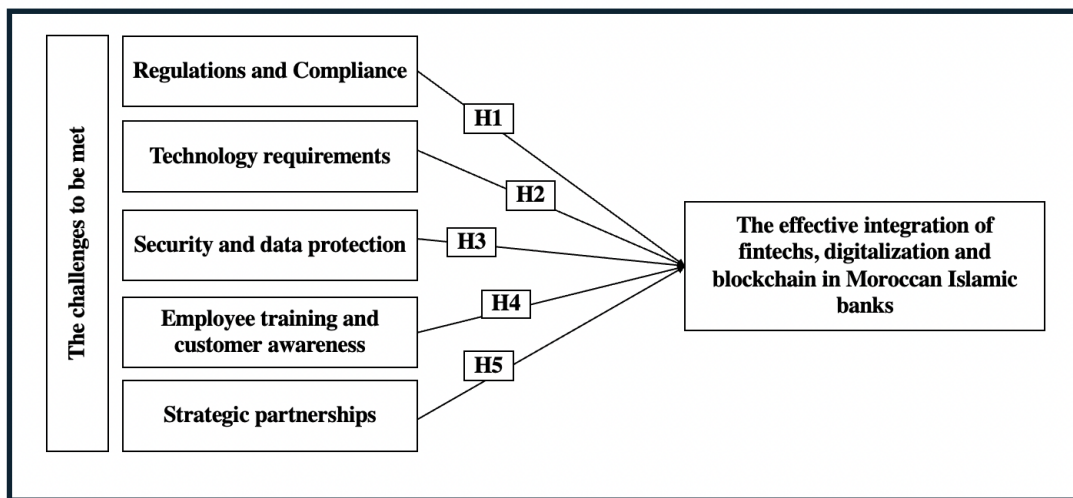 The challenges to be met
Regulations and Compliance
H1
Technology requirements
H2
Security and data protection
H3
Employee training and
customer awareness
H4
Strategic partnerships
H5
The effective integration of
fintechs, digitalization and
blockchain in Moroccan Islamic
banks